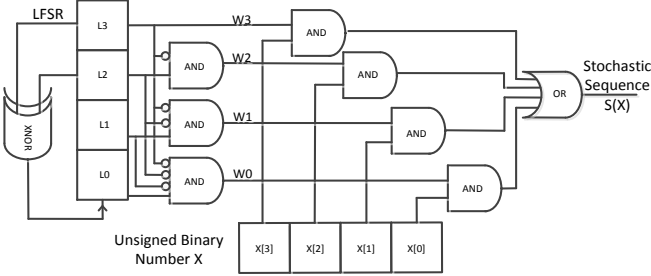 LFSR
L3
W3
AND
L2
AND
W2
AND
Stochastic
Sequence
S(X)
OR
XNOR
L1
AND
W1
AND
L0
AND
W0
AND
Unsigned Binary
Number X
X[3] X[2] X[1] X[0]